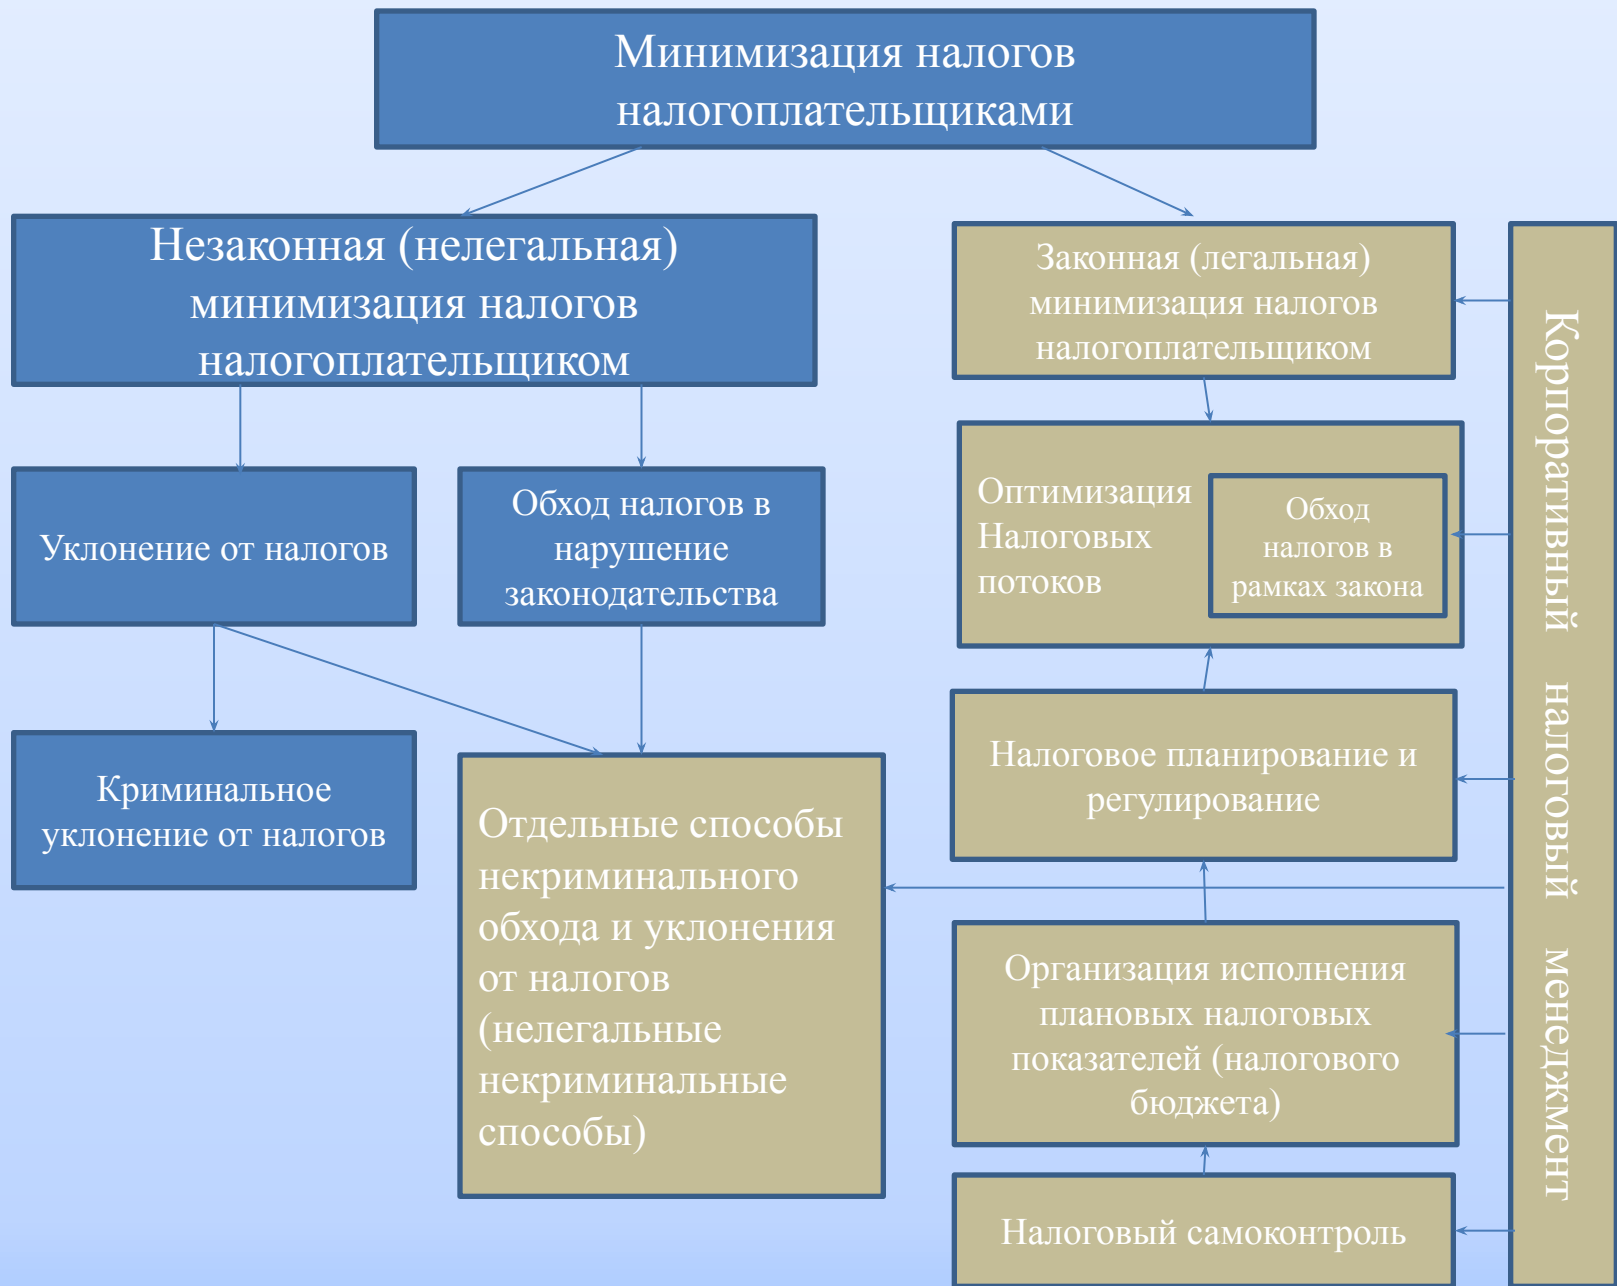 Минимизация налогов
налогоплательщиками
Незаконная (нелегальная)
минимизация налогов
налогоплательщиком
Законная (легальная)
минимизация налогов
налогоплательщиком
Уклонение от налогов
Обход налогов в
нарушение
законодательства
Оптимизация
Налоговых
потоков
Обход
налогов в
рамках закона
Криминальное
уклонение от налогов
Отдельные способы
некриминального
обхода и уклонения
от налогов
(нелегальные
некриминальные
способы)
Налоговое планирование и
регулирование
Организация исполнения
плановых налоговых
показателей (налогового
бюджета)
Налоговый самоконтроль
Корпоративный налоговый менеджмент